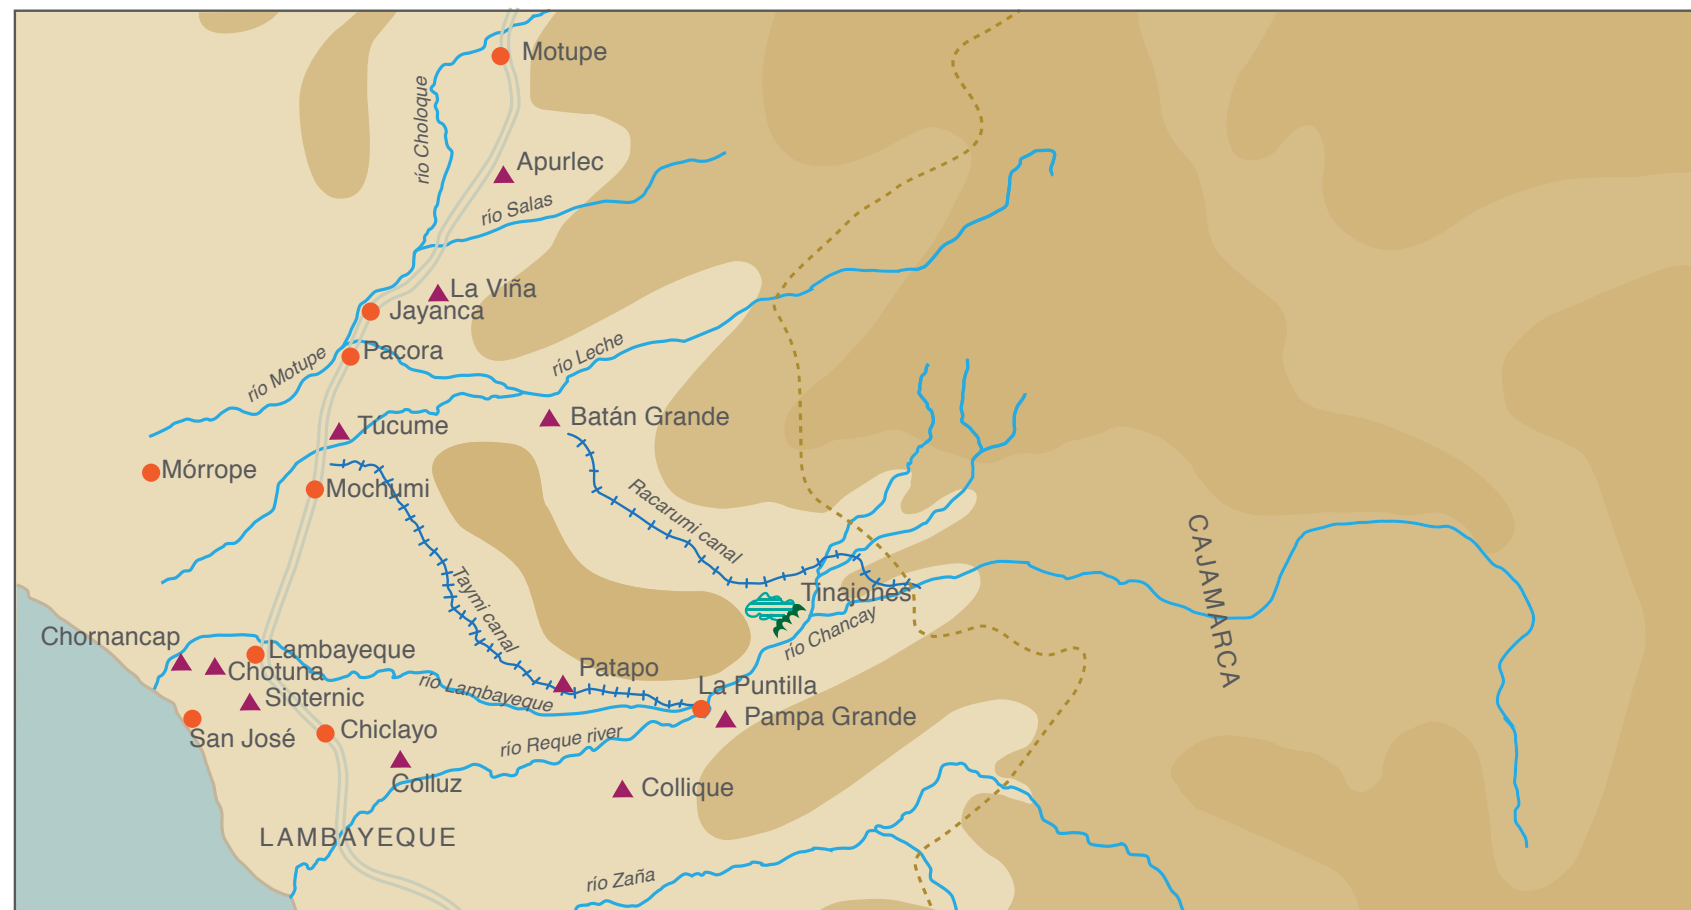 Motupe
río Choloque
Apurlec
río Salas
La Viña
Jayanca
río Motupe
Pacora
río Leche
Túcume
Batán Grande
Mórrope
Mochumi
Racarumi canal
CAJAMARCA
Taymi canal
Tinajones
río Chancay
Chornancap
Lambayeque
Chotuna
Sioternic
río Lambayeque
Patapo
La Puntilla
Pampa Grande
San José
Chiclayo
río Reque river
Colluz
Collique
LAMBAYEQUE
río Zaña